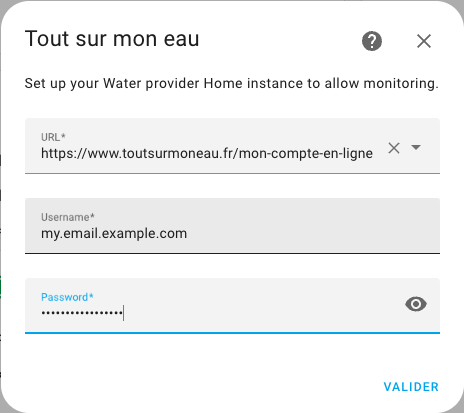 Tout sur mon eau
Set up your Water provider Home instance to allow monitoring.
URL*
https://www.toutsurmoneau.fr/mon-compte-en-ligne
Username*
my.email.example.com
Password*
•••••••••••••••••
VALIDER